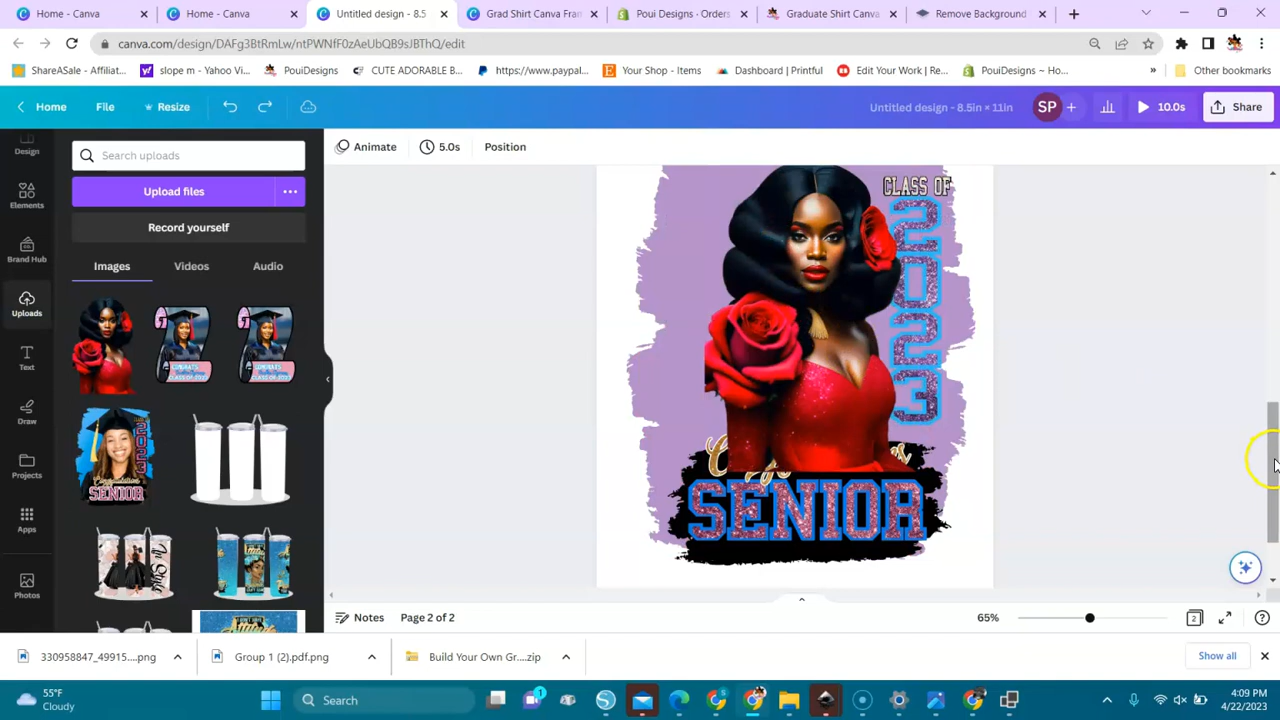 Home - Canva
Home - Canva
Untitled design - 8.5
Grad Shirt Canva Fram
Poui Designs · Orders
Graduate Shirt Canva
Remove Background
canva.com/design/DAFg3BtRmLw/ntPWNfF0zAeUbQB9sJBThQ/edit
ShareASale - Affiliat...
slope m - Yahoo Vi...
PouiDesigns
CUTE ADORABLE B...
https://www.paypal...
Your Shop - Items
Dashboard | Printful
Edit Your Work | Re...
PouiDesigns ~ Ho...
»
Other bookmarks
Home
File
Resize
Untitled design - 8.5in × 11in
SP
10.0s
Share
Design
Elements
Brand Hub
Uploads
Text
Draw
Projects
Apps
Photos
Search uploads
Upload files
Record yourself
Images
Videos
Audio
Animate
5.0s
Position
CLASS OF
2023
SENIOR
Notes
Page 2 of 2
65%
2
330958847_49915....png
Group 1 (2).pdf.png
Build Your Own Gr....zip
Show all
55°F
Cloudy
Search
1
4:09 PM
4/22/2023